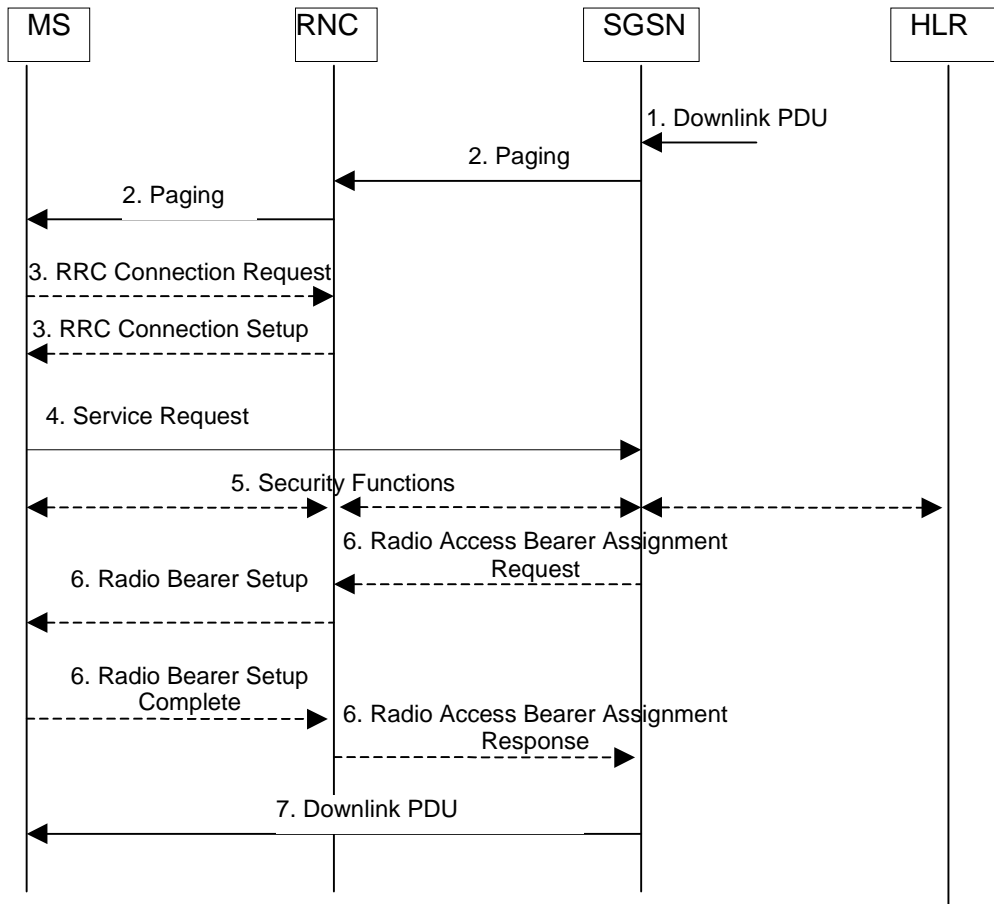 MS
RNC
SGSN
HLR
1. Downlink PDU
2. Paging
2. Paging
3. RRC Connection Request
3. RRC Connection Setup
4. Service Request
5. Security Functions
6. Radio Access Bearer Assignment
Request
6. Radio Bearer Setup
6. Radio Bearer Setup
Complete
6. Radio Access Bearer Assignment
Response
7. Downlink PDU